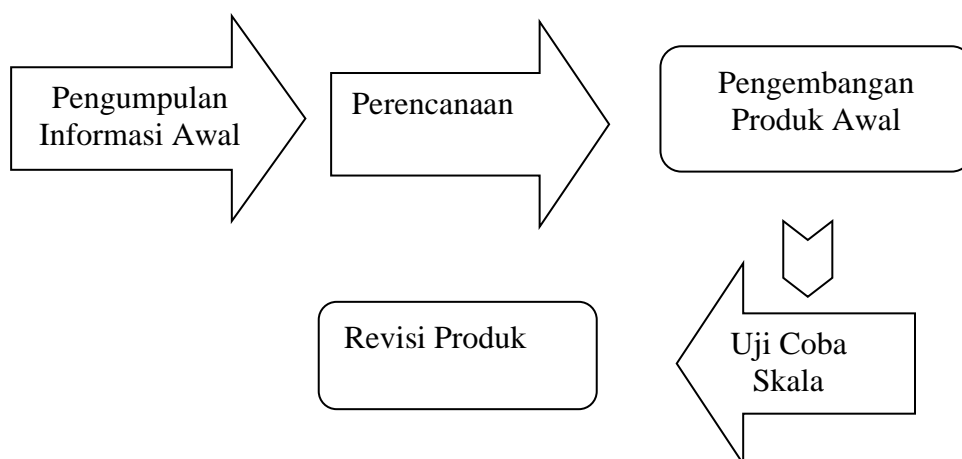 Pengumpulan
Informasi Awal
Perencanaan
Pengembangan
Produk Awal
Uji Coba
Skala
Revisi Produk